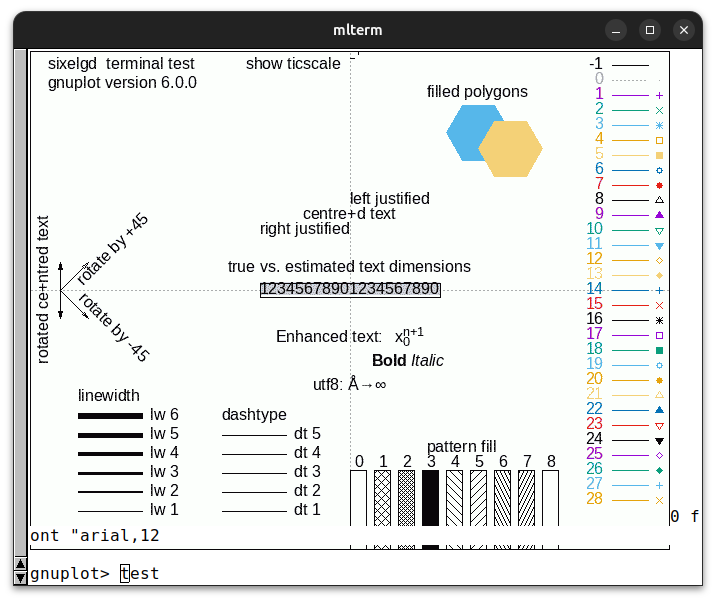 mlterm
sixelgd  terminal test
gnuplot version 6.0.0
show ticscale
filled polygons
-1
0
1
2
3
4
5
6
7
8
9
10
11
12
13
14
15
16
17
18
19
20
21
22
23
24
25
26
27
28
left justified
centre+d text
right justified
rotated ce+ntred text
rotate by +45
rotate by -45
true vs. estimated text dimensions
12345678901234567890
Enhanced text:   x₀ⁿ⁺¹
Bold Italic
utf8: Å→∞
linewidth
lw 6
lw 5
lw 4
lw 3
lw 2
lw 1
dashtype
dt 5
dt 4
dt 3
dt 2
dt 1
pattern fill
0 1 2 3 4 5 6 7 8
0 f
ont "arial,12
gnuplot> test